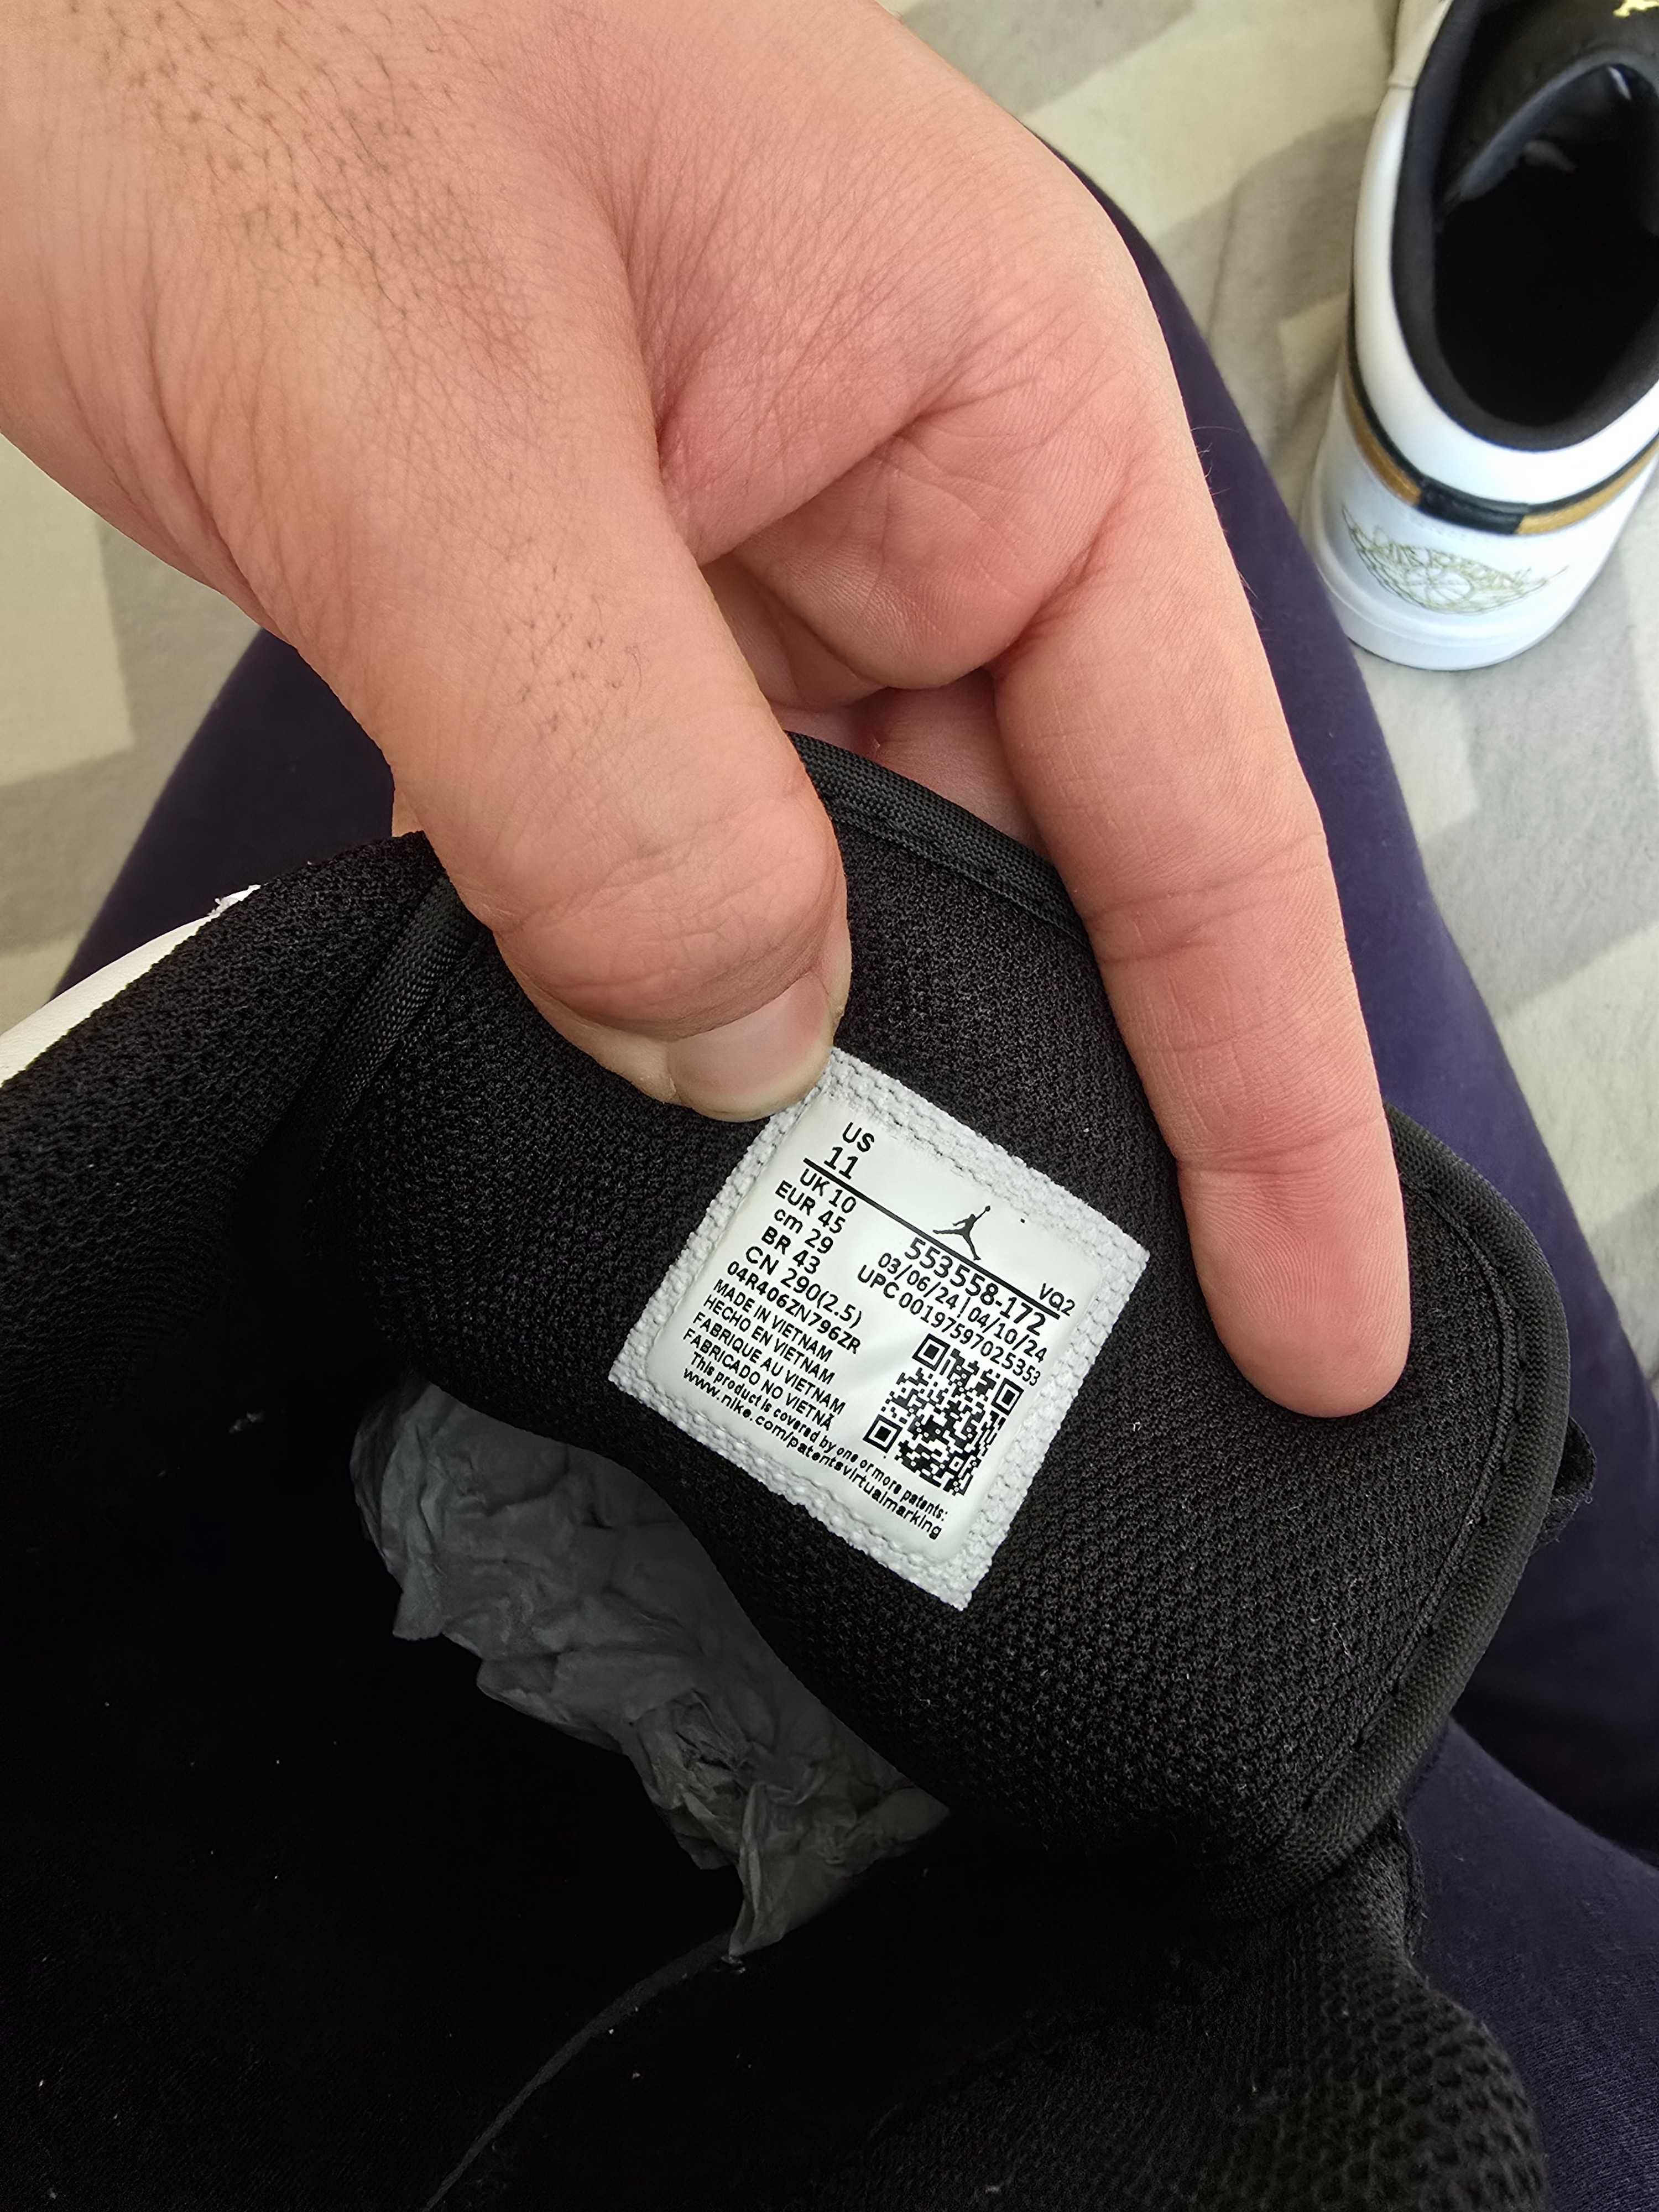 US
11
UK 10
EUR 45
cm 29
BR 43
CN 290(2.5)
04R406ZN796ZR
MADE IN VIETNAM
HECHO EN VIETNAM
FABRIQUE AU VIETNAM
FABRICADO NO VIETNÃ
This product is covered by one or more patents:
www.nike.com/patentsvirtualmarking
VQ2
553558-172
03/06/24|04/10/24
UPC 00197597025353